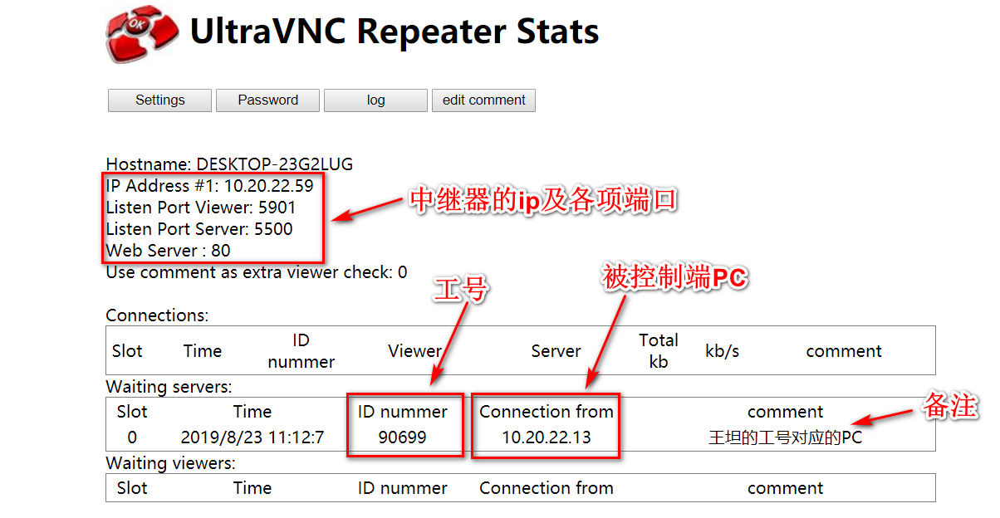 OK
UltraVNC Repeater Stats
Settings Password log edit comment
Hostname: DESKTOP-23G2LUG
IP Address #1: 10.20.22.59
Listen Port Viewer: 5901
中继器的ip及各项端口
Listen Port Server: 5500
Web Server : 80
Use comment as extra viewer check: 0
工号
被控制端PC
Connections:
Slot Time ID nummer Viewer Server Total kb kb/s comment
Waiting servers:
备注
Slot Time ID nummer Connection from comment
0 2019/8/23 11:12:7 90699 10.20.22.13 王坦的工号对应的PC
Waiting viewers:
Slot Time ID nummer Connection from comment